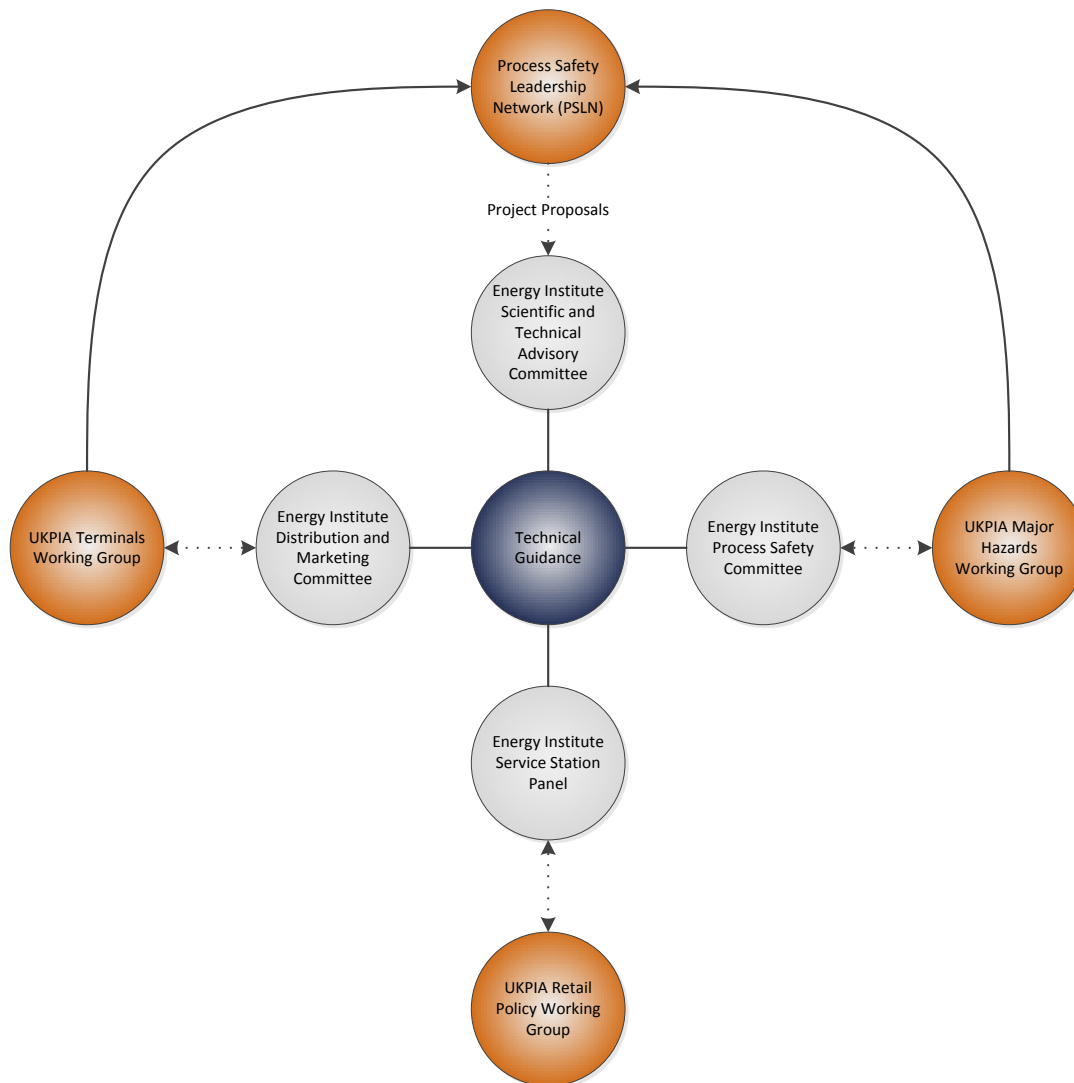 Process Safety
Leadership
Network (PSLN)
Project Proposals
Energy Institute
Scientific and
Technical
Advisory
Committee
UKPIA Terminals
Working Group
Energy Institute
Distribution and
Marketing
Committee
Technical
Guidance
Energy Institute
Process Safety
Committee
UKPIA Major
Hazards
Working Group
Energy Institute
Service Station
Panel
UKPIA Retail
Policy Working
Group